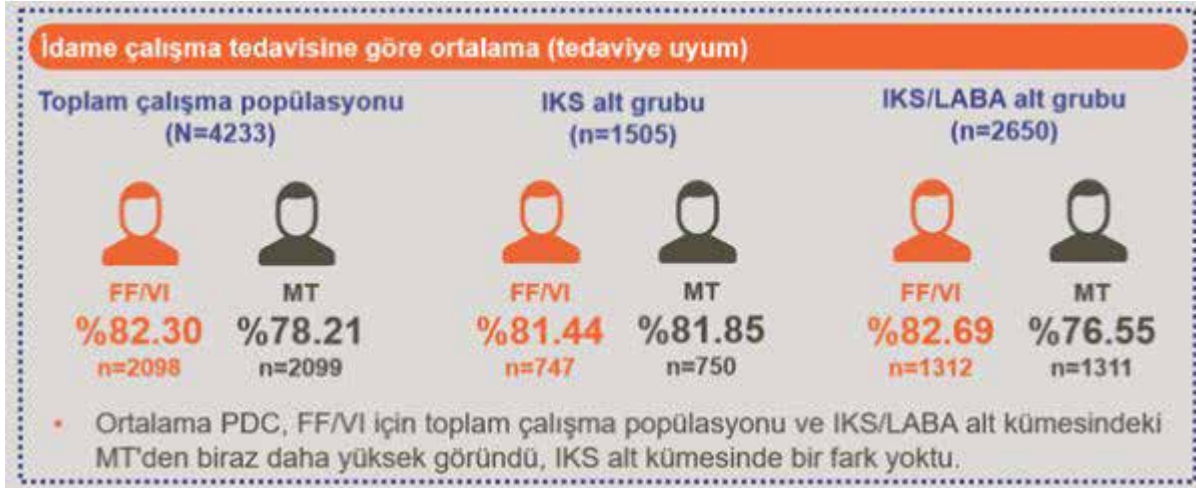 İdame çalışma tedavisine göre ortalama (tedaviye uyum)
Toplam çalışma popülasyonu
(N=4233)
IKS alt grubu
(n=1505)
IKS/LABA alt grubu
(n=2650)
FF/VI MT FF/VI MT FF/VI MT
%82.30 %78.21 %81.44 %81.85 %82.69 %76.55
n=2098 n=2099 n=747 n=750 n=1312 n=1311
• Ortalama PDC, FF/VI için toplam çalışma popülasyonu ve IKS/LABA alt kümesindeki
MT'den biraz daha yüksek göründü, IKS alt kümesinde bir fark yoktu.